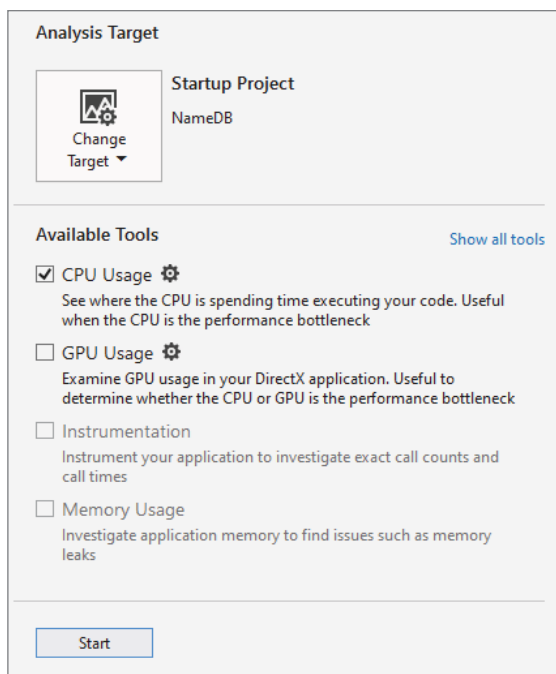 Analysis Target
Startup Project
NameDB
Change
Target
Available Tools
Show all tools
CPU Usage
See where the CPU is spending time executing your code. Useful
when the CPU is the performance bottleneck
GPU Usage
Examine GPU usage in your DirectX application. Useful to
determine whether the CPU or GPU is the performance bottleneck
Instrumentation
Instrument your application to investigate exact call counts and
call times
Memory Usage
Investigate application memory to find issues such as memory
leaks
Start